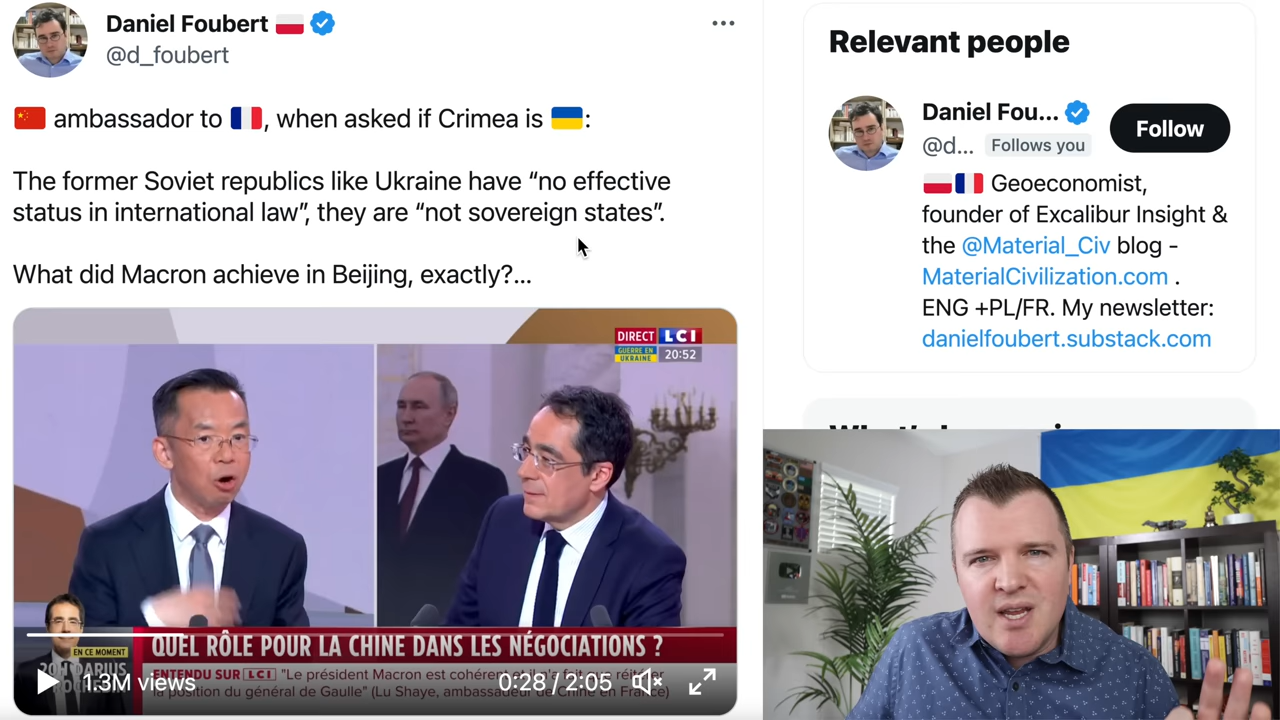 Daniel Foubert
@d_foubert
ambassador to , when asked if Crimea is :
The former Soviet republics like Ukraine have “no effective
status in international law”, they are “not sovereign states”.
What did Macron achieve in Beijing, exactly?...
DIRECT LCI
GUERRE EN
UKRAINE
20:52
EN CE MOMENT
DARIUS
QUEL RÔLE POUR LA CHINE DANS LES NÉGOCIATIONS ?
ENTENDU SUR LCI "Le président Macron est cohérent et il
la position du général de Gaulle" (Lu Shaye, ambassadeur de Chine en France)
1.3M views
0:28 / 2:05
Relevant people
Daniel Fou...
@d... Follows you
Follow
Geoeconomist,
founder of Excalibur Insight &
the @Material_Civ blog -
MaterialCivilization.com .
ENG +PL/FR. My newsletter:
danielfoubert.substack.com